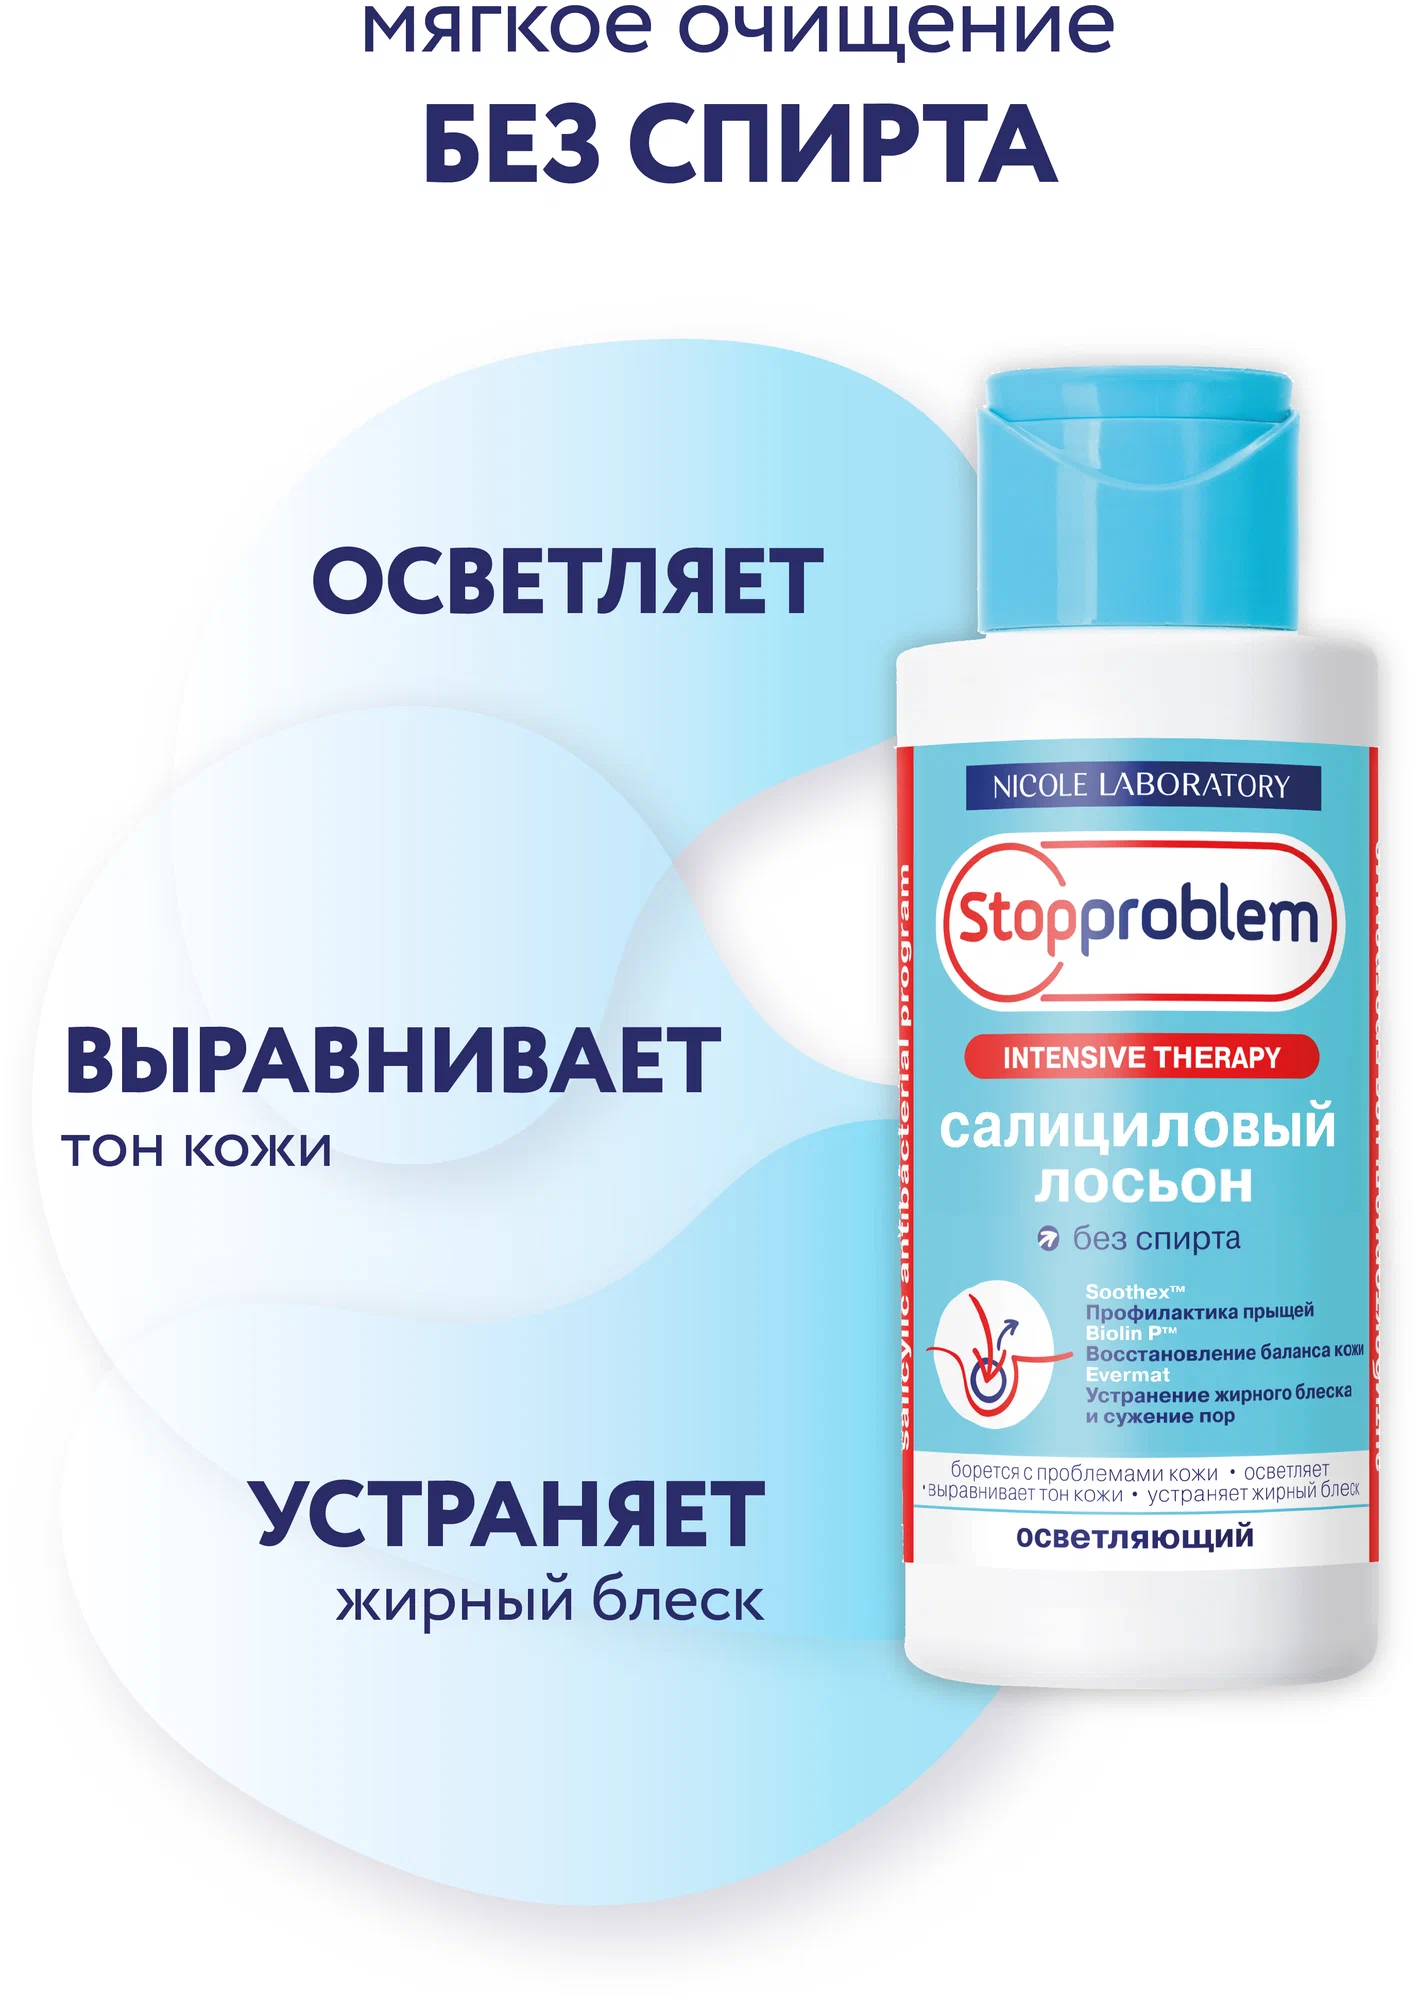 мягкое очищение
БЕЗ СПИРТА
ОСВЕТЛЯЕТ
ВЫРАВНИВАЕТ
тон кожи
УСТРАНЯЕТ
жирный блеск
NICOLE LABORATORY
Stopproblem
INTENSIVE THERAPY
салициловый
лосьон
без спирта
Soothex™
Профилактика прыщей
Biolin P™
Восстановление баланса кожи
Evermat
Устранение жирного блеска
и сужение пор
борется с проблемами кожи • осветляет
•выравнивает тон кожи • устраняет жирный блеск
осветляющий
salicylic antibacterial program